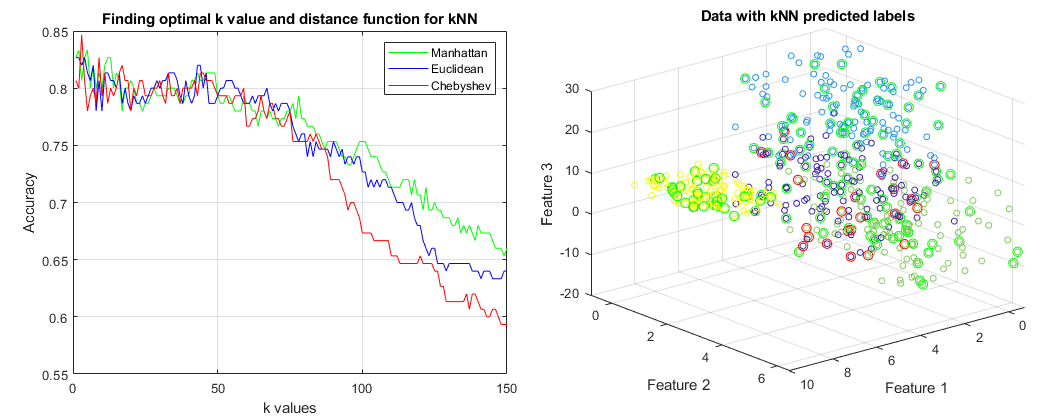 Finding optimal k value and distance function for kNN
0.85
0.8
0.75
0.7
0.65
0.6
0.55
Accuracy
0
50
100
150
k values
Manhattan
Euclidean
Chebyshev
Data with kNN predicted labels
30
20
10
0
-10
-20
Feature 3
0
2
4
6
Feature 2
10
8
6
4
2
0
Feature 1